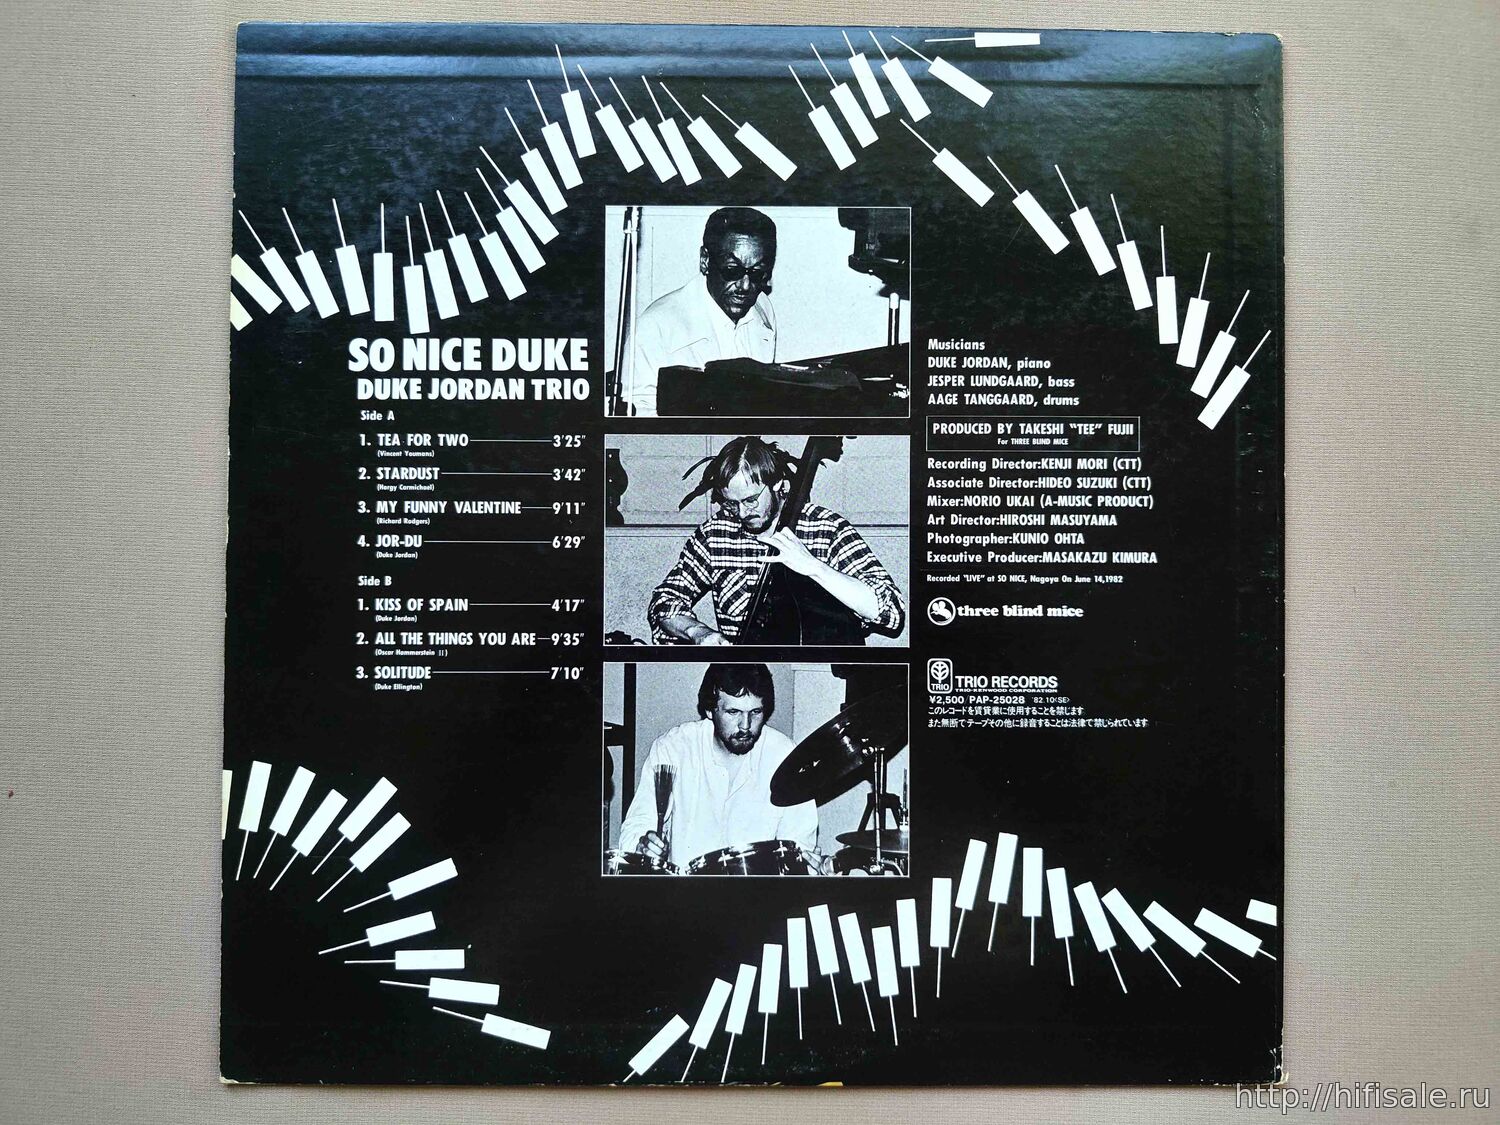 SO NICE DUKE
DUKE JORDAN TRIO
Side A
1. TEA FOR TWO 3'25"
(Vincent Youmans)
2. STARDUST 3'42"
(Horgy Carmichael)
3. MY FUNNY VALENTINE 9'11"
(Richard Rodgers)
4. JOR-DU 6'29"
(Duke Jordan)
Side B
1. KISS OF SPAIN 4'17"
(Duke Jordan)
2. ALL THE THINGS YOU ARE 9'35"
(Oscar Hammerstein II)
3. SOLITUDE 7'10"
(Duke Ellington)
Musicians
DUKE JORDAN, piano
JESPER LUNDGAARD, bass
AAGE TANGGAARD, drums
PRODUCED BY TAKESHI "TEE" FUJII
For THREE BLIND MICE
Recording Director:KENJI MORI (CTT)
Associate Director:HIDEO SUZUKI (CTT)
Mixer:NORIO UKAI (A-MUSIC PRODUCT)
Art Director:HIROSHI MASUYAMA
Photographer:KUNIO OHTA
Executive Producer:MASAKAZU KIMURA
Recorded "LIVE" at SO NICE, Nagoya On June 14,1982
three blind mice
TRIO
TRIO RECORDS
TRIO-KENWOOD CORPORATION
¥2,500 PAP-25028 '82.10<SE>
このレコードを賃貸業に使用することを禁じます
また無断でテープその他に録音することは法律で禁じられています
http://hifisale.ru